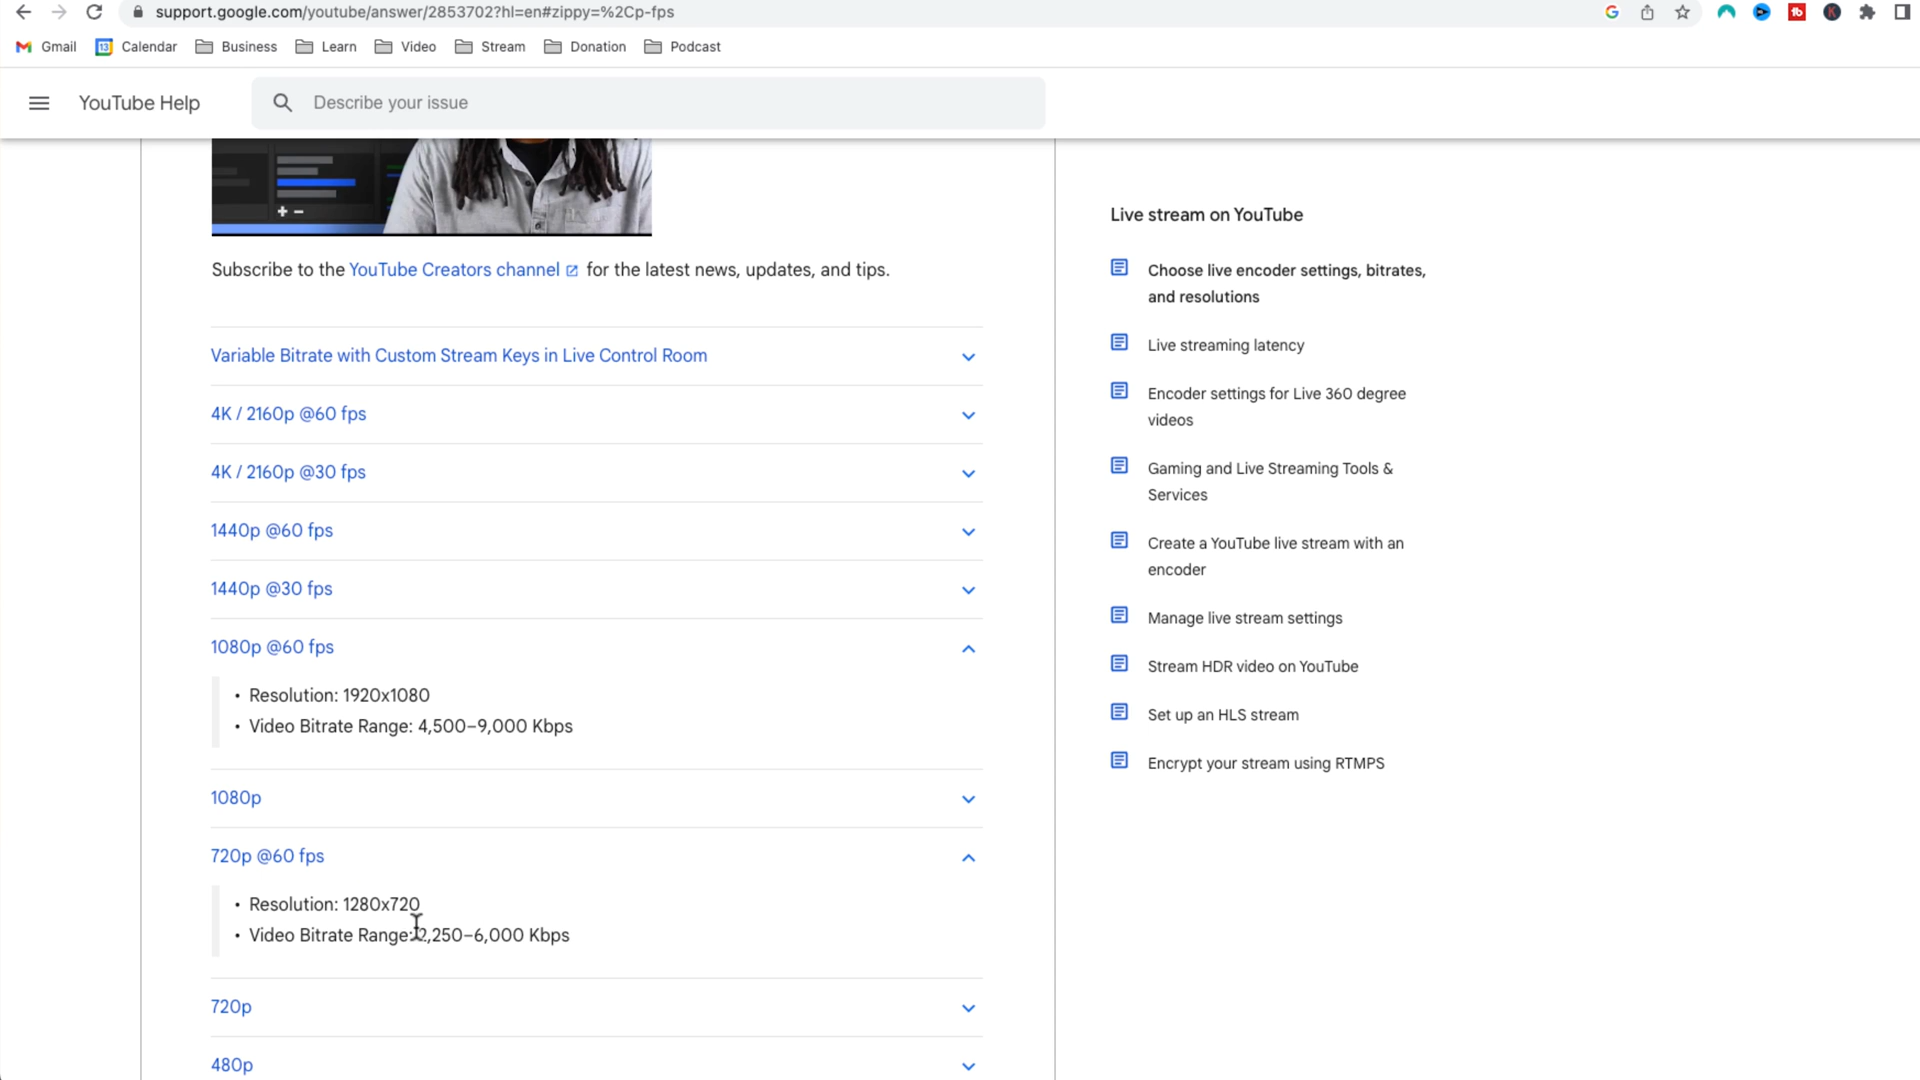 support.google.com/youtube/answer/2853702?hl=en#zippy=%2Cp-fps
Gmail
13 Calendar
Business
Learn
Video
Stream
Donation
Podcast
YouTube Help
Describe your issue
Subscribe to the YouTube Creators channel for the latest news, updates, and tips.
Variable Bitrate with Custom Stream Keys in Live Control Room
4K / 2160p @60 fps
4K / 2160p @30 fps
1440p @60 fps
1440p @30 fps
1080p @60 fps
• Resolution: 1920x1080
• Video Bitrate Range: 4,500–9,000 Kbps
1080p
720p @60 fps
• Resolution: 1280x720
• Video Bitrate Range: 2,250–6,000 Kbps
720p
480p
Live stream on YouTube
Choose live encoder settings, bitrates,
and resolutions
Live streaming latency
Encoder settings for Live 360 degree
videos
Gaming and Live Streaming Tools &
Services
Create a YouTube live stream with an
encoder
Manage live stream settings
Stream HDR video on YouTube
Set up an HLS stream
Encrypt your stream using RTMPS